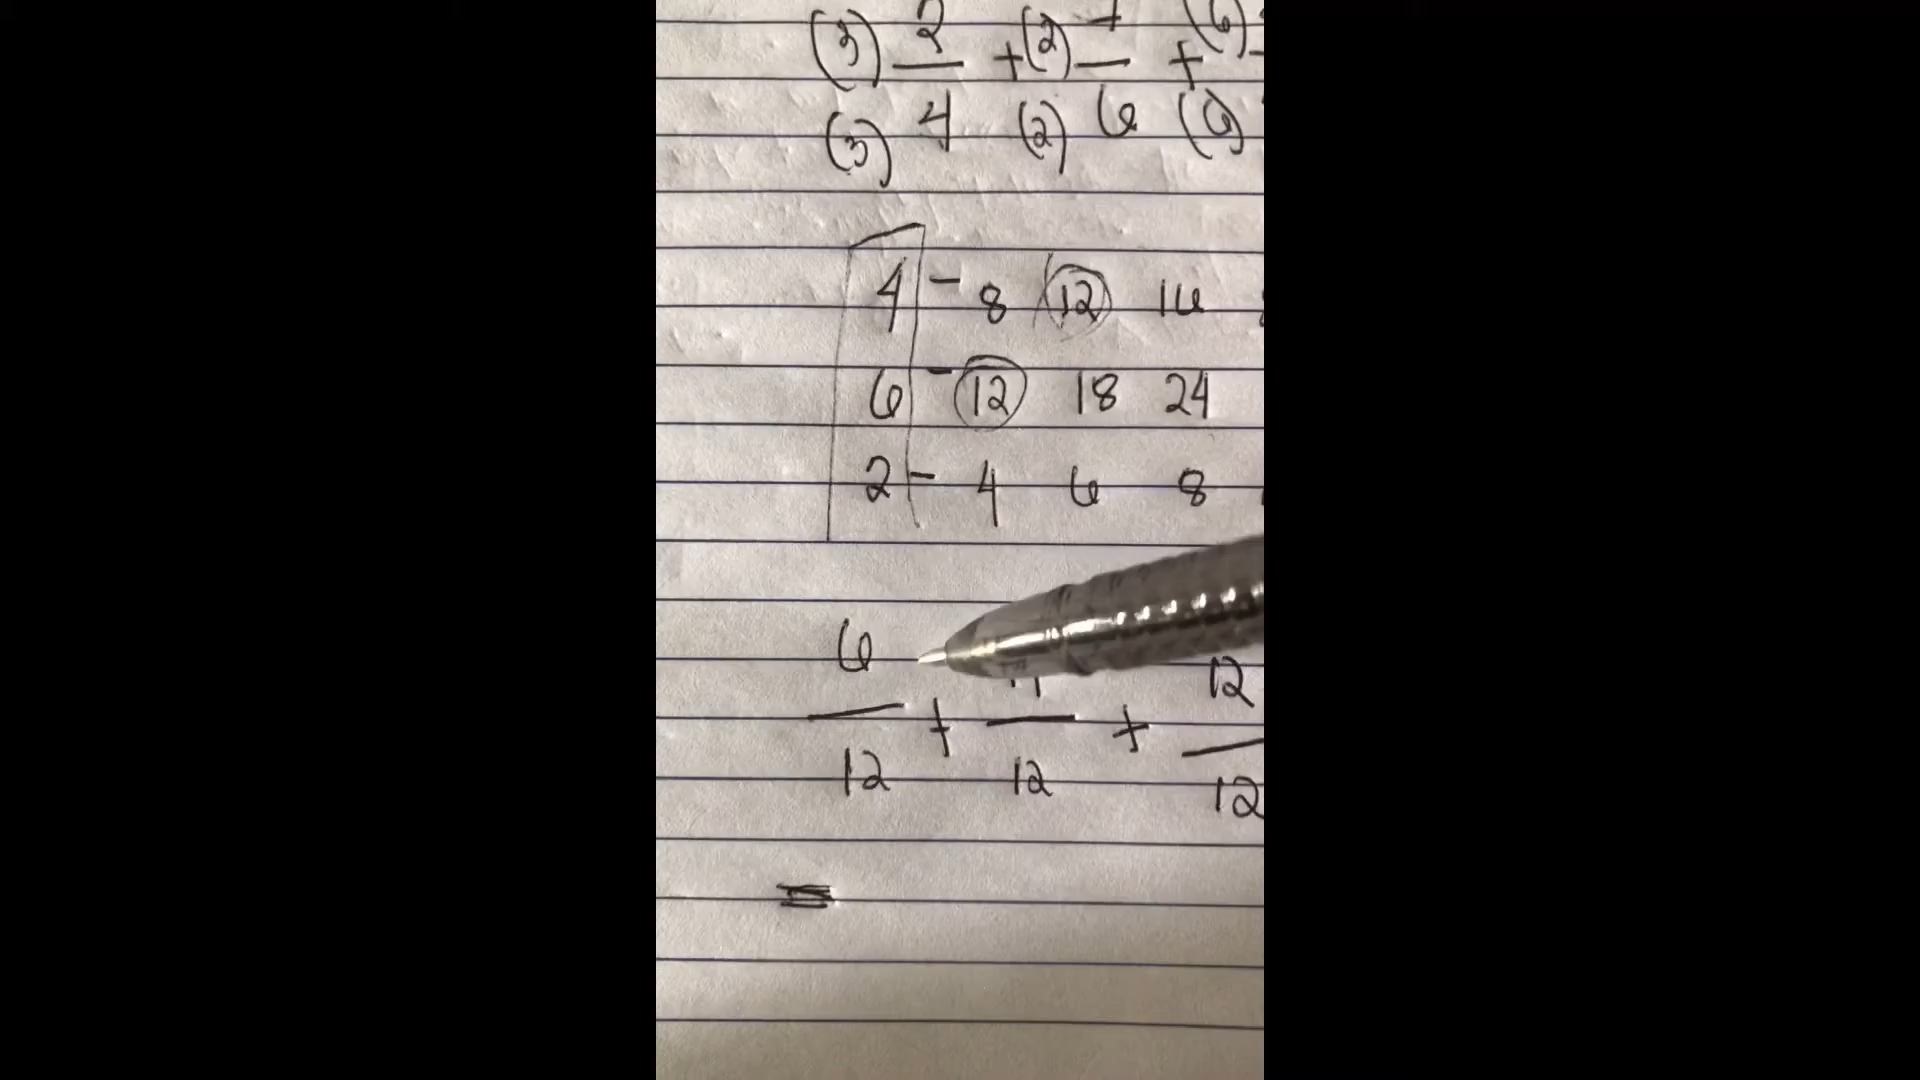 (3) 2 + (2) + (6)
(3) 4 (2) 6 (6)
4 - 8 12 16
6 - 12 18 24
2 - 4 6 8
6 + + 12
12 12 12
=